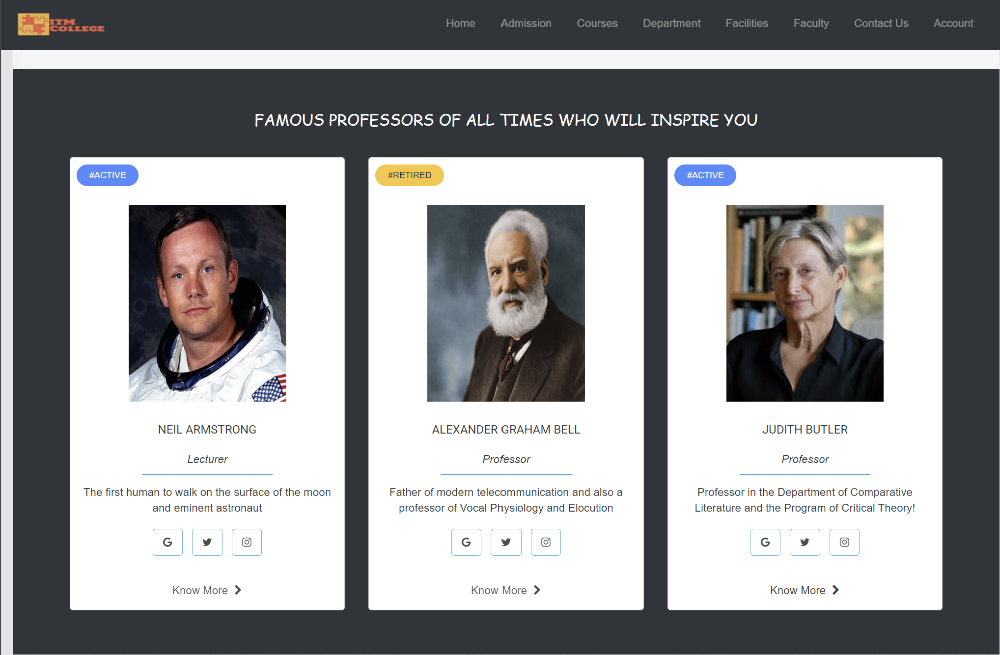 ITM
COLLEGE
Home Admission Courses Department Facilities Faculty Contact Us Account
FAMOUS PROFESSORS OF ALL TIMES WHO WILL INSPIRE YOU
#ACTIVE
NEIL ARMSTRONG
Lecturer
The first human to walk on the surface of the moon
and eminent astronaut
Know More
#RETIRED
ALEXANDER GRAHAM BELL
Professor
Father of modern telecommunication and also a
professor of Vocal Physiology and Elocution
Know More
#ACTIVE
JUDITH BUTLER
Professor
Professor in the Department of Comparative
Literature and the Program of Critical Theory!
Know More